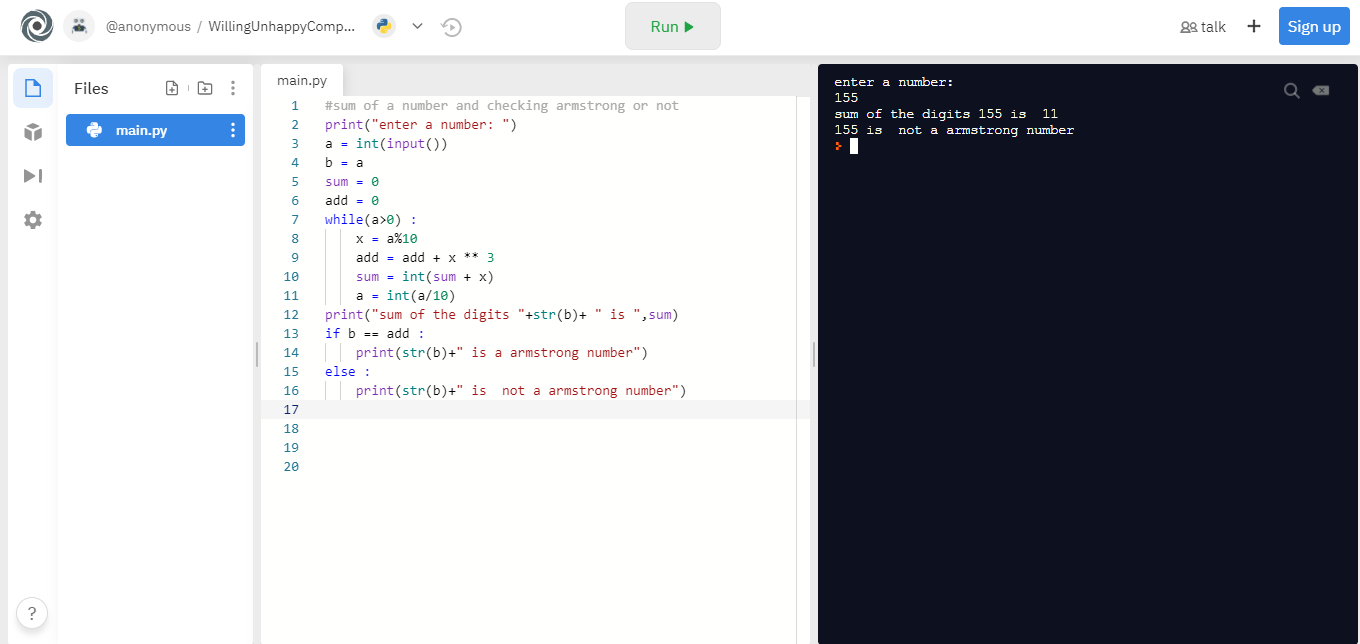 @anonymous / WillingUnhappyComp...
Run
talk
+
Sign up
Files
main.py
main.py
1 #sum of a number and checking armstrong or not
2 print("enter a number: ")
3 a = int(input())
4 b = a
5 sum = 0
6 add = 0
7 while(a>0) :
8 x = a%10
9 add = add + x ** 3
10 sum = int(sum + x)
11 a = int(a/10)
12 print("sum of the digits "+str(b)+ " is ",sum)
13 if b == add :
14 print(str(b)+" is a armstrong number")
15 else :
16 print(str(b)+" is  not a armstrong number")
17
18
19
20
enter a number:
155
sum of the digits 155 is  11
155 is  not a armstrong number
?